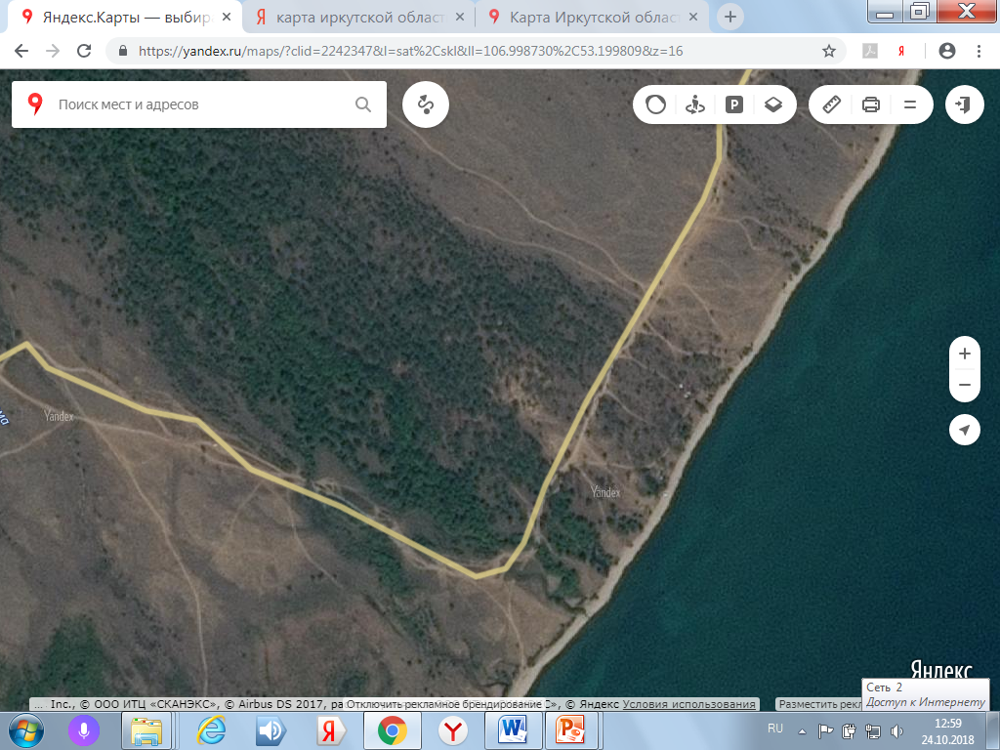 Яндекс.Карты — выбир
карта иркутской област
Карта Иркутской облас
https://yandex.ru/maps/?clid=2242347&l=sat%2Cskl&ll=106.998730%2C53.199809&z=16
Поиск мест и адресов
P
Yandex
Yandex
Яндекс
... Inc., © ООО ИТЦ «СКАНЭКС», © Airbus DS 2017, ра Отключить рекламное брендирование С», © Яндекс Условия использования
Разместить рекл
Сеть 2
Доступ к Интернету
RU
12:59
24.10.2018